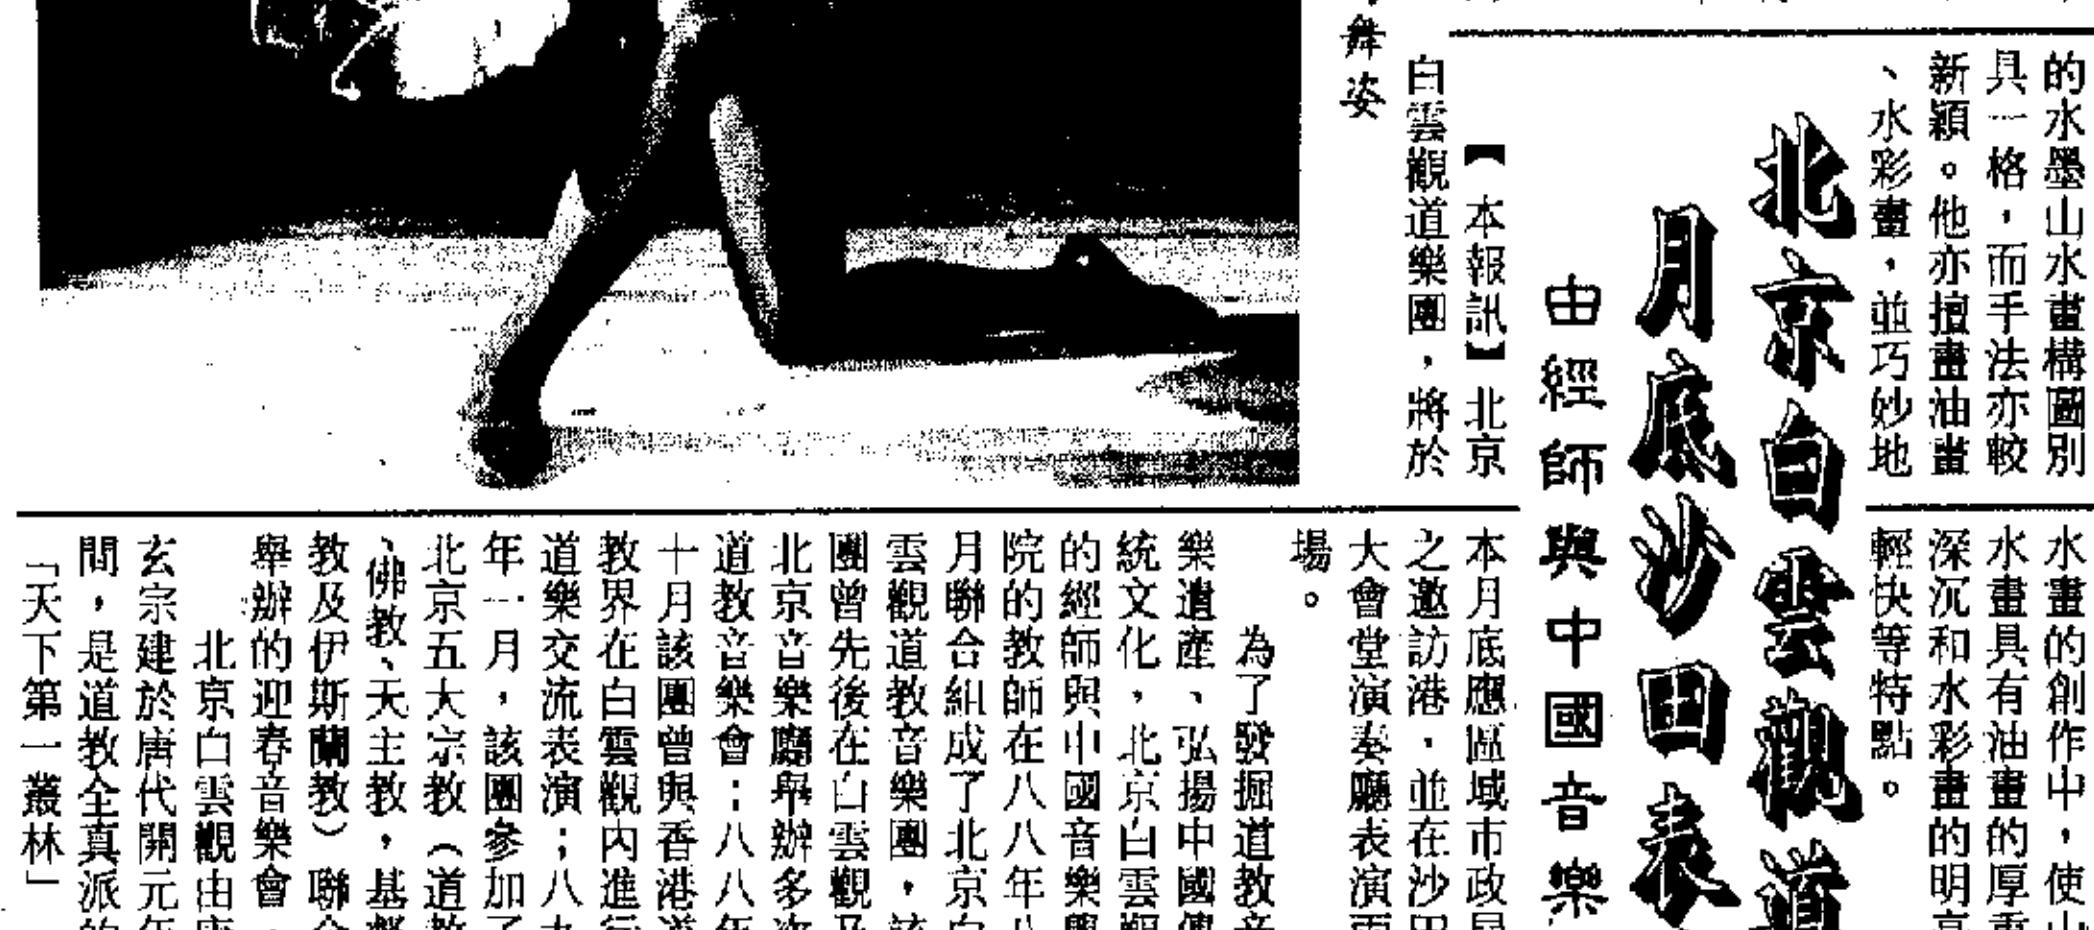 的水墨山水畫構圖別
具一格，而手法亦較
新穎。他亦擅畫油畫
、水彩畫，並巧妙地
水畫的創作中，使山
水畫具有油畫的厚重
深沉和水彩畫的明亮
輕快等特點。
北京白雲觀道
月底沙田表
由經師與中國音樂
【本報訊】北京
白雲觀道樂團，將於
本月底應區域市政局
之邀訪港，並在沙田
大會堂演奏廳表演兩
場。
為了發掘道教音
樂遺產、弘揚中國傳
統文化，北京白雲觀
的經師與中國音樂學
院的教師在八八年八
月聯合組成了北京白
雲觀道教音樂團，該
團曾先後在白雲觀及
北京音樂廳舉辦多次
道教音樂會；八八年
十月該團曾與香港道
教界在白雲觀內進行
道樂交流表演；八九
年一月，該團參加了
北京五大宗教（道教
、佛教、天主教，基督
教及伊斯蘭教）聯合
舉辦的迎春音樂會。
北京白雲觀由唐
玄宗建於唐代開元年
間，是道教全真派的
「天下第一叢林」
舞姿